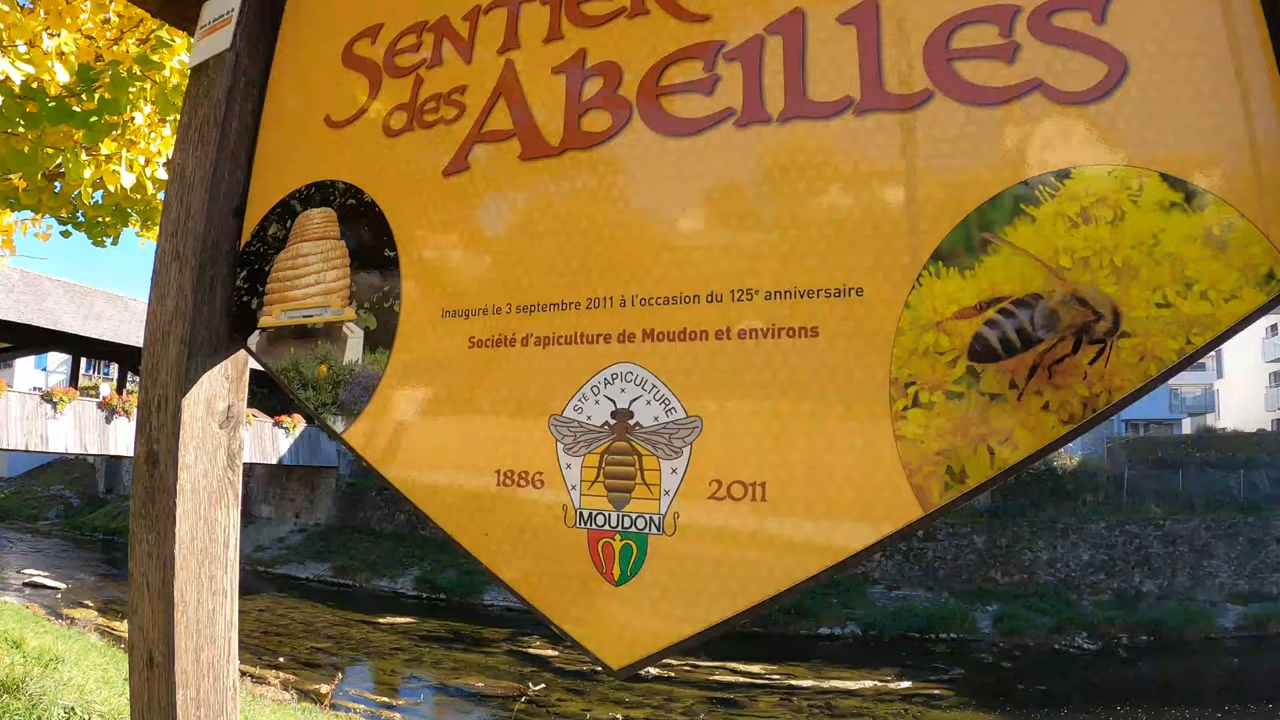 SENTIER
des ABEILLES
Inauguré le 3 septembre 2011 à l'occasion du 125e anniversaire
Société d'apiculture de Moudon et environs
STÉ D'APICULTURE
1886 2011
MOUDON